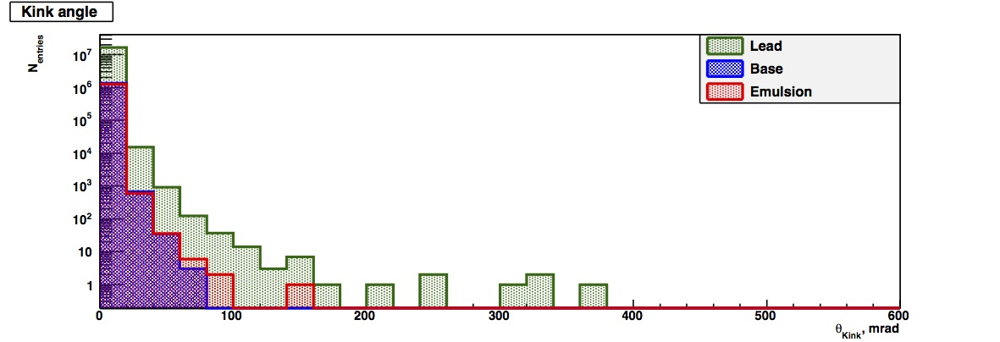 Kink angle
N_entries
10^7
10^6
10^5
10^4
10^3
10^2
10
1
0 100 200 300 400 500 600
θ_Kink, mrad
Lead
Base
Emulsion